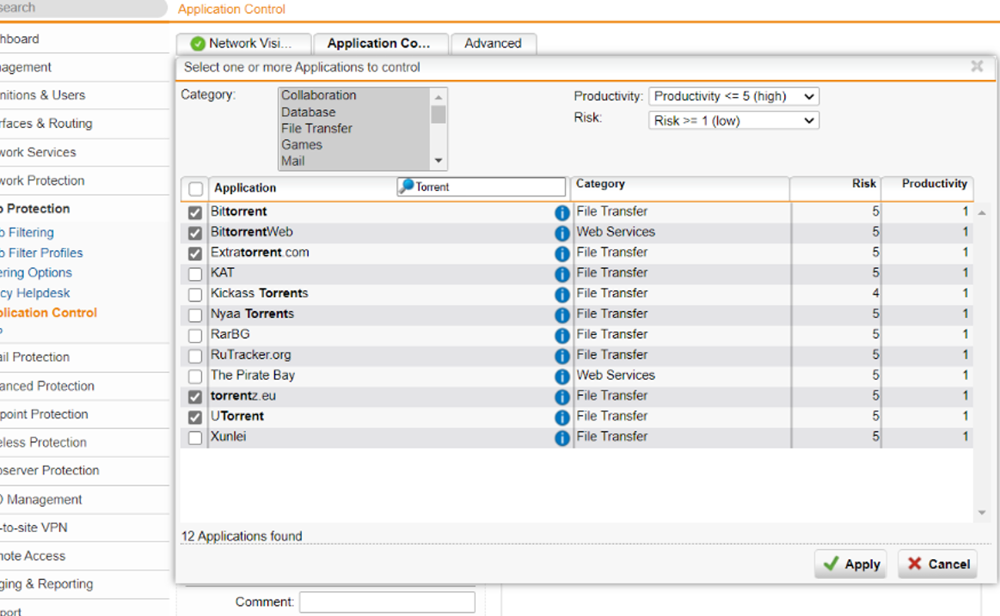 search
Application Control
hboard
nagement
nitions & Users
rfaces & Routing
work Services
work Protection
b Protection
b Filtering
b Filter Profiles
ering Options
cy Helpdesk
plication Control
P
ail Protection
anced Protection
point Protection
eless Protection
oserver Protection
D Management
-to-site VPN
note Access
ging & Reporting
port
Network Visi...
Application Co...
Advanced
Select one or more Applications to control
Category:
Collaboration
Database
File Transfer
Games
Mail
Productivity: Productivity <= 5 (high)
Risk: Risk >= 1 (low)
Application Torrent Category Risk Productivity
Bittorrent File Transfer 5 1
BittorrentWeb Web Services 5 1
Extratorrent.com File Transfer 5 1
KAT File Transfer 5 1
Kickass Torrents File Transfer 4 1
Nyaa Torrents File Transfer 5 1
RarBG File Transfer 5 1
RuTracker.org File Transfer 5 1
The Pirate Bay Web Services 5 1
torrentz.eu File Transfer 5 1
UTorrent File Transfer 5 1
Xunlei File Transfer 5 1
12 Applications found
Apply Cancel
Comment: